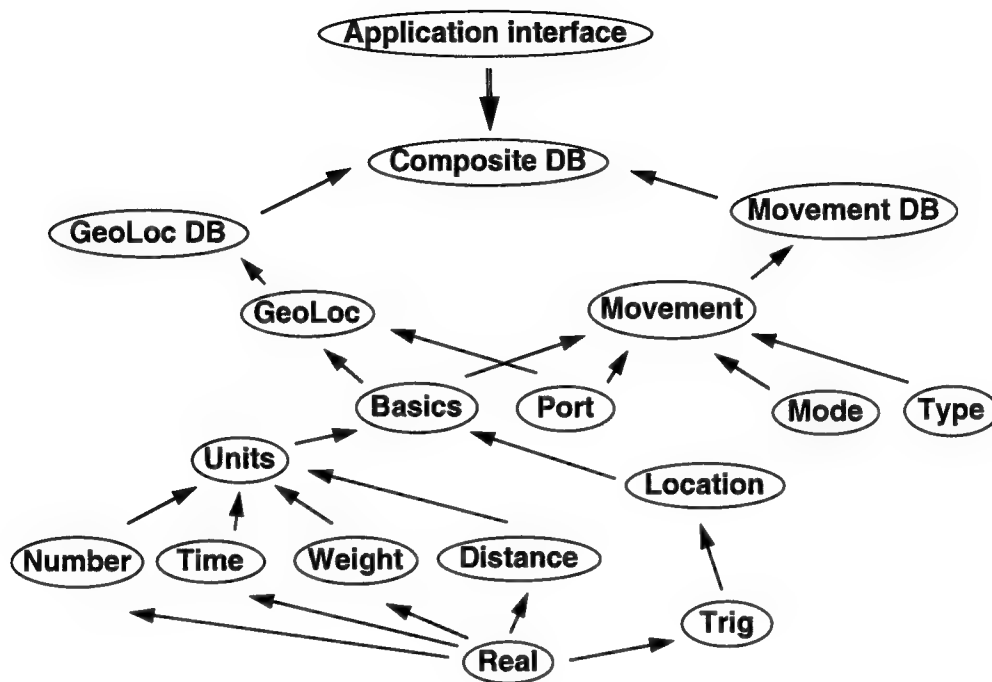 Application interface
Composite DB
GeoLoc DB
Movement DB
GeoLoc
Movement
Basics
Port
Mode
Type
Units
Location
Number
Time
Weight
Distance
Trig
Real